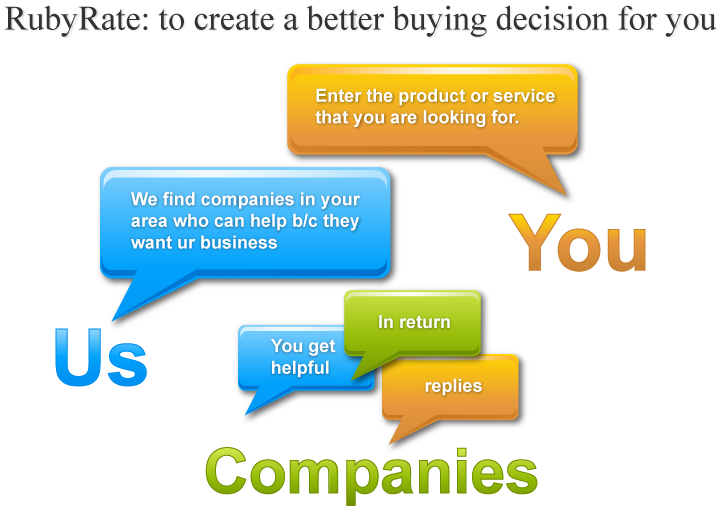 RubyRate: to create a better buying decision for you
Enter the product or service
that you are looking for.
We find companies in your
area who can help b/c they
want ur business
You
Us
In return
You get
helpful
replies
Companies